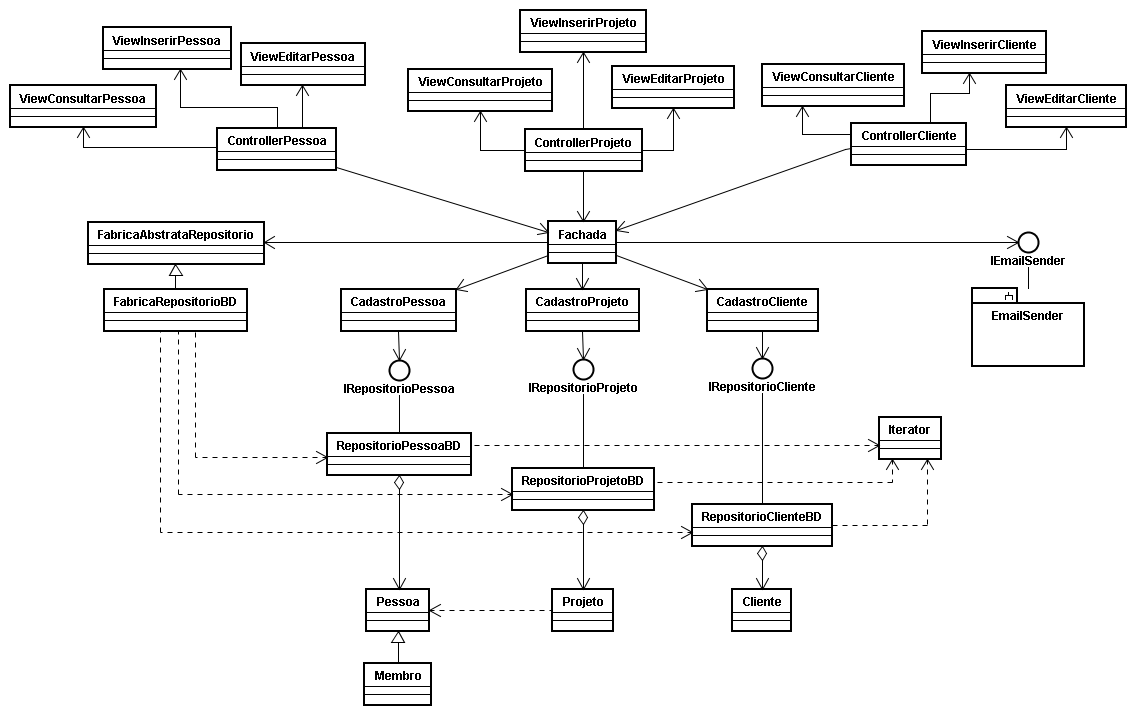 ViewInserirProjeto
ViewInserirPessoa
ViewInserirCliente
ViewEditarPessoa
ViewConsultarProjeto
ViewEditarProjeto
ViewConsultarCliente
ViewConsultarPessoa
ViewEditarCliente
ControllerPessoa
ControllerProjeto
ControllerCliente
FabricaAbstrataRepositorio
Fachada
IEmailSender
FabricaRepositorioBD
CadastroPessoa
CadastroProjeto
CadastroCliente
EmailSender
IRepositorioPessoa
IRepositorioProjeto
IRepositorioCliente
Iterator
RepositorioPessoaBD
RepositorioProjetoBD
RepositorioClienteBD
Pessoa
Projeto
Cliente
Membro